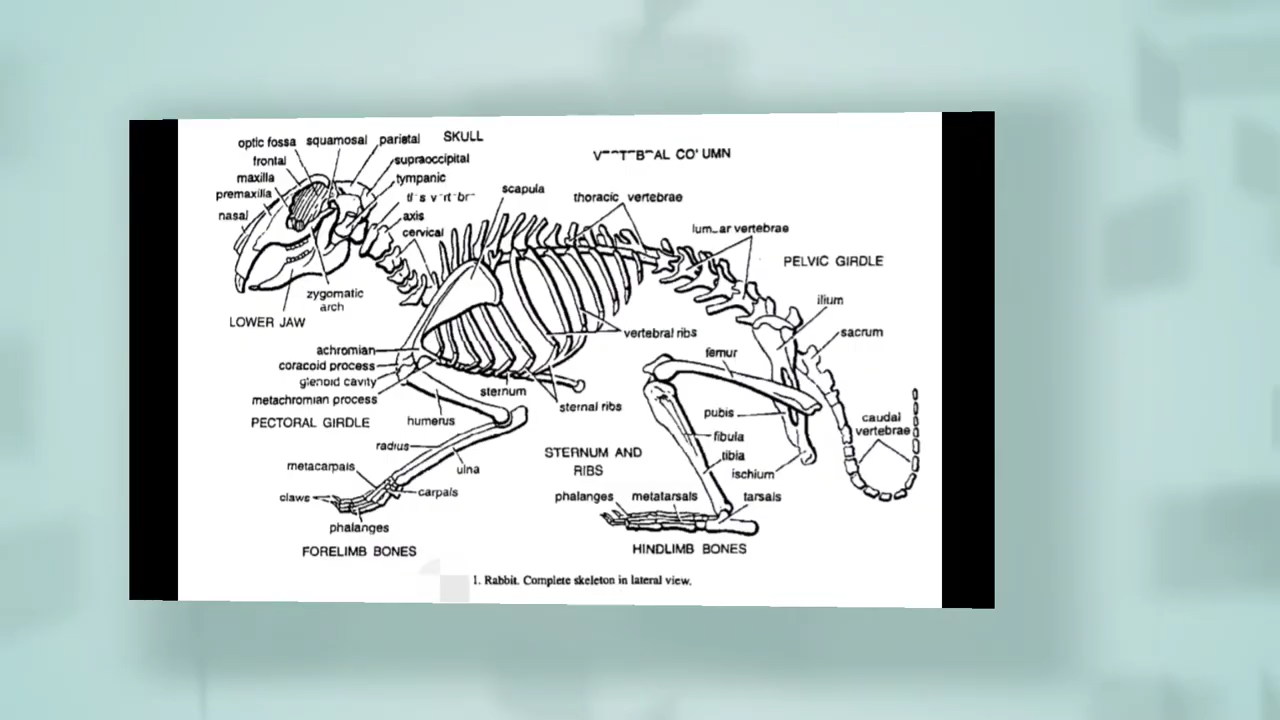 optic fossa squamosal parietal SKULL
frontal
supraoccipital
maxilla
tympanic
premaxilla
nasal
axis
cervical
scapula
thoracic vertebrae
vertebrae
PELVIC GIRDLE
ilium
sacrum
zygomatic
arch
LOWER JAW
vertebral ribs
achromian
coracoid process
glenoid cavity
metachromian process
PECTORAL GIRDLE
humerus
sternum
sternal ribs
femur
pubis
fibula
tibia
ischium
caudal
vertebrae
radius
ulna
metacarpals
claws
carpals
phalanges
FORELIMB BONES
STERNUM AND
RIBS
phalanges metatarsals tarsals
HINDLIMB BONES
1. Rabbit. Complete skeleton in lateral view.